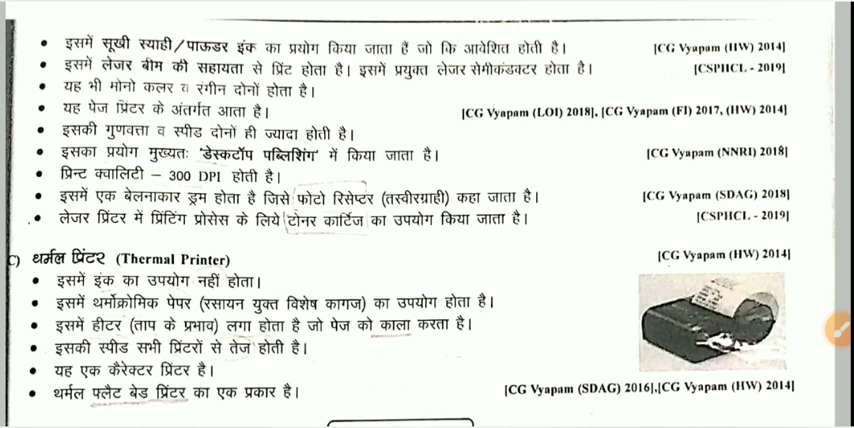 • इसमें सूखी स्याही/पाऊडर इंक का प्रयोग किया जाता हैं जो कि आवेशित होती है। [CG Vyapam (HW) 2014]
• इसमें लेजर बीम की सहायता से प्रिंट होता है। इसमें प्रयुक्त लेजर सेमीकंडक्टर होता है। [CSPHCL - 2019]
• यह भी मोनो कलर व रंगीन दोनों होता है।
• यह पेज प्रिंटर के अंतर्गत आता है। [CG Vyapam (LOI) 2018], [CG Vyapam (FI) 2017, (HW) 2014]
• इसकी गुणवत्ता व स्पीड दोनों ही ज्यादा होती है।
• इसका प्रयोग मुख्यतः 'डेस्कटॉप पब्लिशिंग' में किया जाता है। [CG Vyapam (NNRI) 2018]
• प्रिन्ट क्वालिटी – 300 DPI होती है।
• इसमें एक बेलनाकार ड्रम होता है जिसे फोटो रिसेप्टर (तस्वीरग्राही) कहा जाता है। [CG Vyapam (SDAG) 2018]
• लेजर प्रिंटर में प्रिंटिंग प्रोसेस के लिये टोनर कार्टिज का उपयोग किया जाता है। [CSPHCL - 2019]
C) थर्मल प्रिंटर (Thermal Printer) [CG Vyapam (HW) 2014]
• इसमें इंक का उपयोग नहीं होता।
• इसमें थर्मोक्रोमिक पेपर (रसायन युक्त विशेष कागज) का उपयोग होता है।
• इसमें हीटर (ताप के प्रभाव) लगा होता है जो पेज को काला करता है।
• इसकी स्पीड सभी प्रिंटरों से तेज होती है।
• यह एक कैरेक्टर प्रिंटर है।
• थर्मल फ्लैट बेड प्रिंटर का एक प्रकार है। [CG Vyapam (SDAG) 2016],[CG Vyapam (HW) 2014]